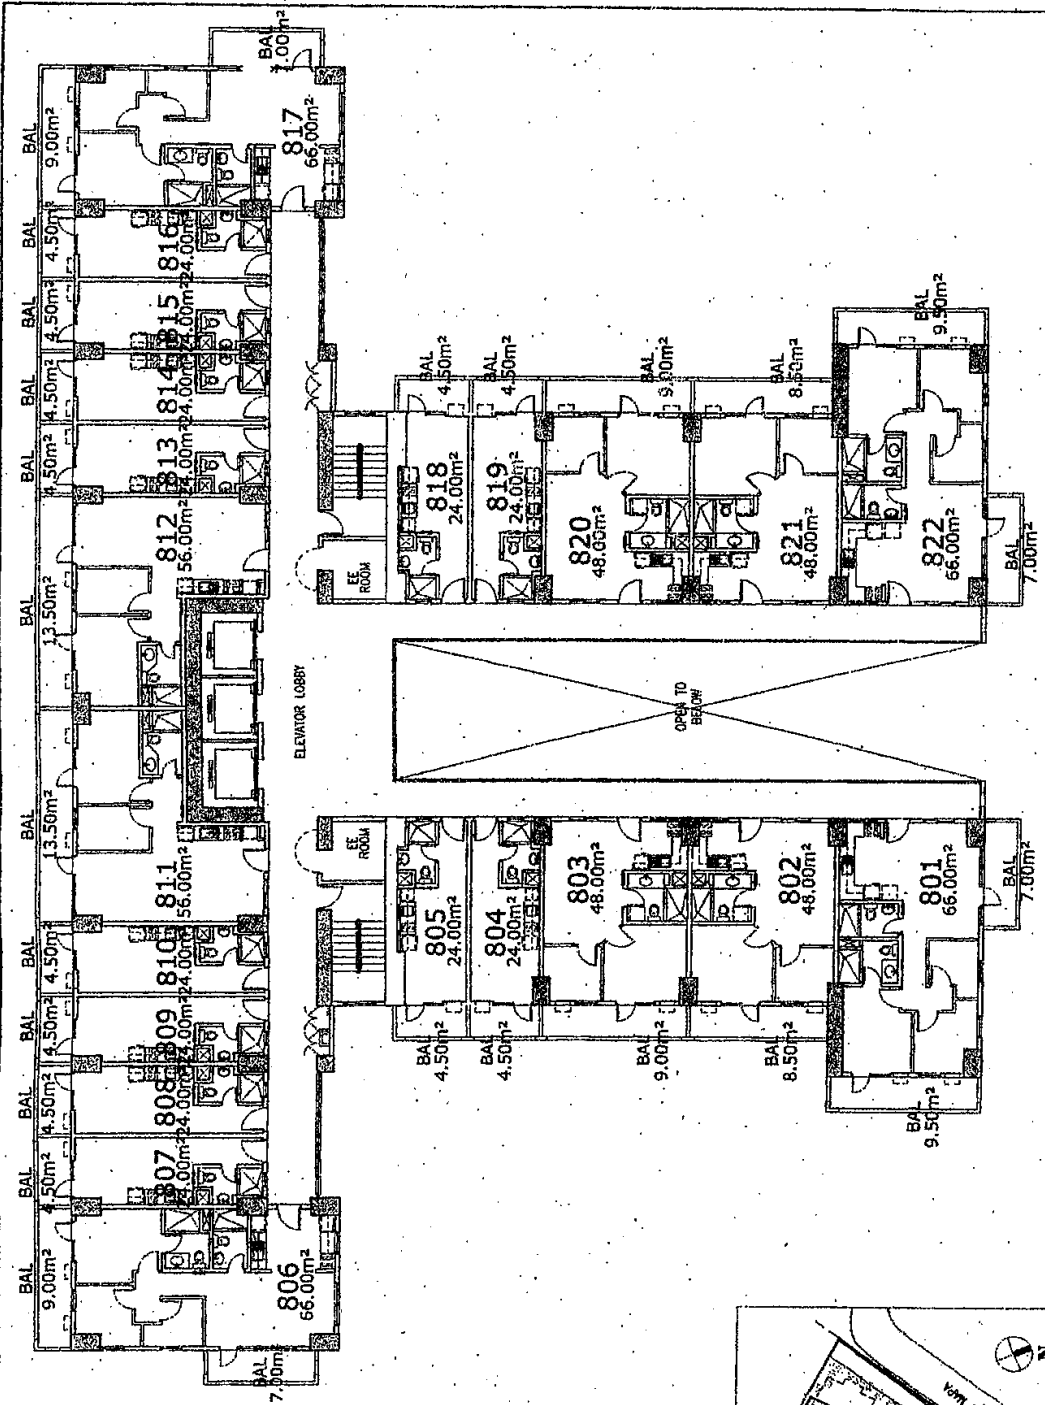 BAL
7.00m²
BAL
9.00m²
817
66.00m²
BAL
4.50m²
816
24.00m²
BAL
4.50m²
815
24.00m²
BAL
4.50m²
814
24.00m²
BAL
4.50m²
813
24.00m²
812
56.00m²
BAL
13.50m²
BAL
13.50m²
811
56.00m²
BAL
4.50m²
810
24.00m²
BAL
4.50m²
809
24.00m²
BAL
4.50m²
808
24.00m²
BAL
4.50m²
807
24.00m²
BAL
9.00m²
806
66.00m²
BAL
7.00m²
ELEVATOR LOBBY
EE
ROOM
EE
ROOM
BAL
4.50m²
BAL
4.50m²
BAL
9.00m²
BAL
8.50m²
BAL
9.50m²
818
24.00m²
819
24.00m²
820
48.00m²
821
48.00m²
822
66.00m²
BAL
7.00m²
OPEN TO
BELOW
805
24.00m²
804
24.00m²
803
48.00m²
802
48.00m²
801
66.00m²
BAL
7.00m²
BAL
4.50m²
BAL
4.50m²
BAL
9.00m²
BAL
8.50m²
BAL
9.50m²
N